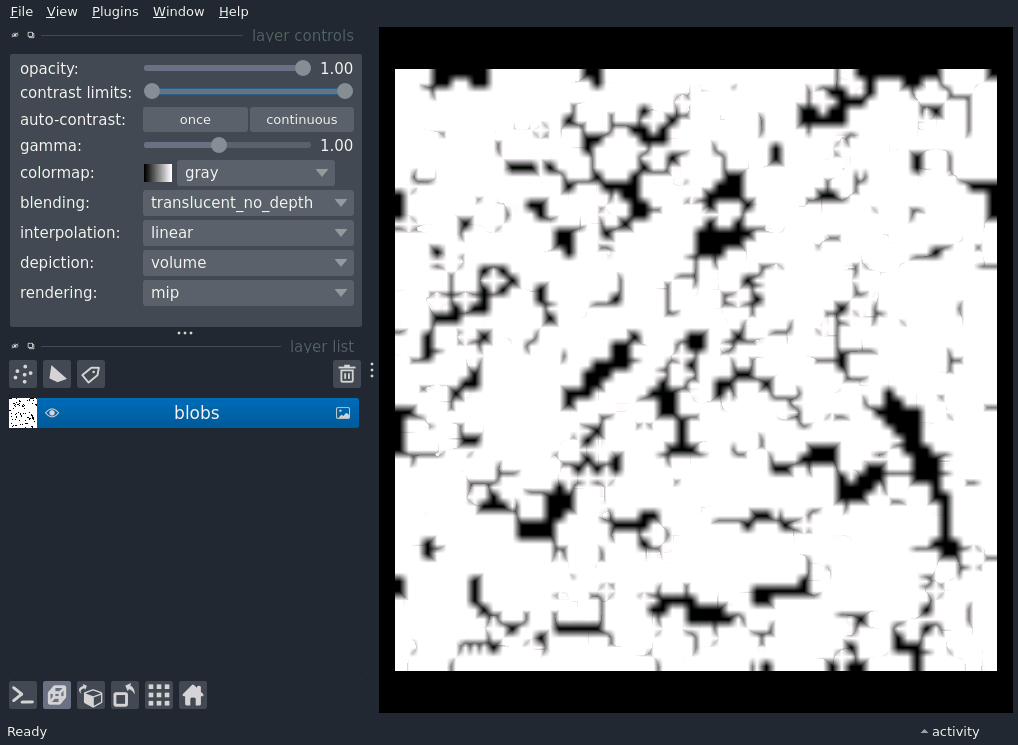 File View Plugins Window Help
layer controls
opacity: 1.00
contrast limits:
auto-contrast: once continuous
gamma: 1.00
colormap: gray
blending: translucent_no_depth
interpolation: linear
depiction: volume
rendering: mip
layer list
blobs
Ready activity